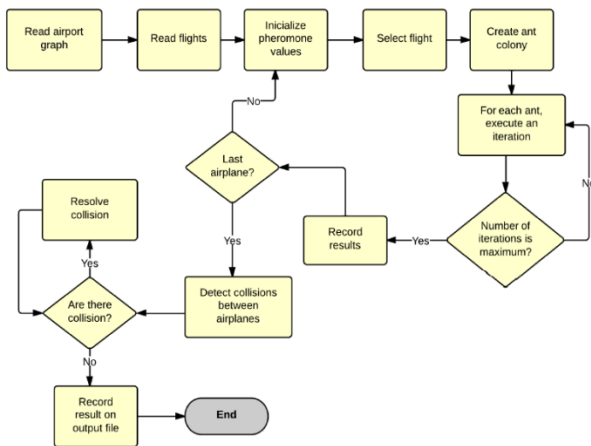 Read airport
graph
Read flights
Inicialize
pheromone
values
Select flight
Create ant
colony
For each ant,
execute an
iteration
No
Last
airplane?
Resolve
collision
Number of
iterations is
maximum?
Record
results
Yes
Yes
Yes
Are there
collision?
Detect collisions
between
airplanes
No
Record
result on
output file
End